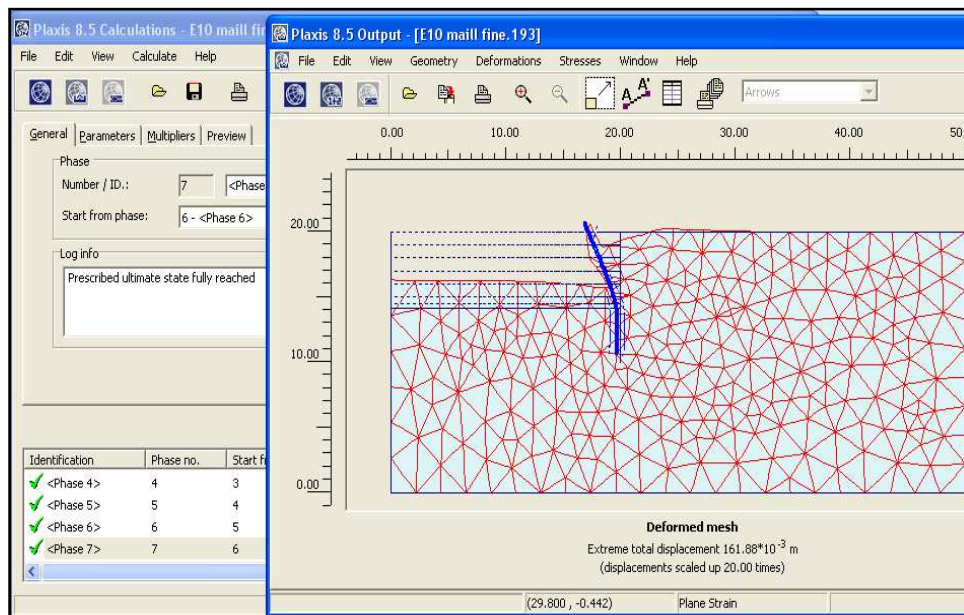 Plaxis 8.5 Calculations - E10 maill fin
File Edit View Calculate Help
General Parameters Multipliers Preview
Phase
Number / ID.: 7 <Phase
Start from phase: 6 - <Phase 6>
Log info
Prescribed ultimate state fully reached
Identification Phase no. Start fr
<Phase 4> 4 3
<Phase 5> 5 4
<Phase 6> 6 5
<Phase 7> 7 6
Plaxis 8.5 Output - [E10 maill fine.193]
File Edit View Geometry Deformations Stresses Window Help
A A'
Arrows
0.00 10.00 20.00 30.00 40.00 50.
20.00
10.00
0.00
Deformed mesh
Extreme total displacement 161.88*10-3 m
(displacements scaled up 20.00 times)
(29.800 , -0.442) Plane Strain